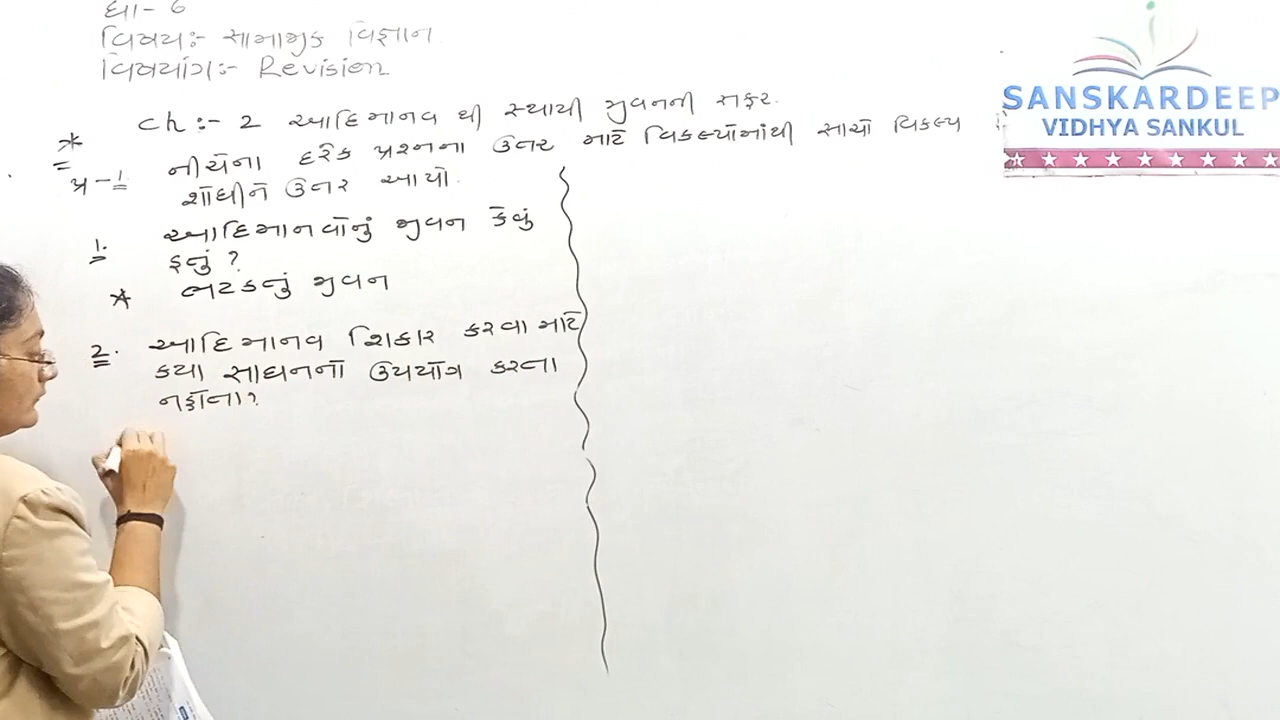 ધો - 6
વિષય:- સામાજીક વિજ્ઞાન
વિષયાંગ:- Revision
* Ch:- 2 આદિમાનવ થી સ્થાયી જીવનની સફર.
પ્ર-1 નીચેના દરેક પ્રશ્નના ઉત્તર માટે વિકલ્પોમાંથી સાચો વિકલ્પ
શોધીને ઉત્તર આપો.
1. આદિમાનવોનું જીવન કેવું
હતું ?
* ભટકતું જીવન
2. આદિમાનવ શિકાર કરવા માટે
કયા સાધનનો ઉપયોગ કરતા
નહોતા?
SANSKARDEEP
VIDHYA SANKUL